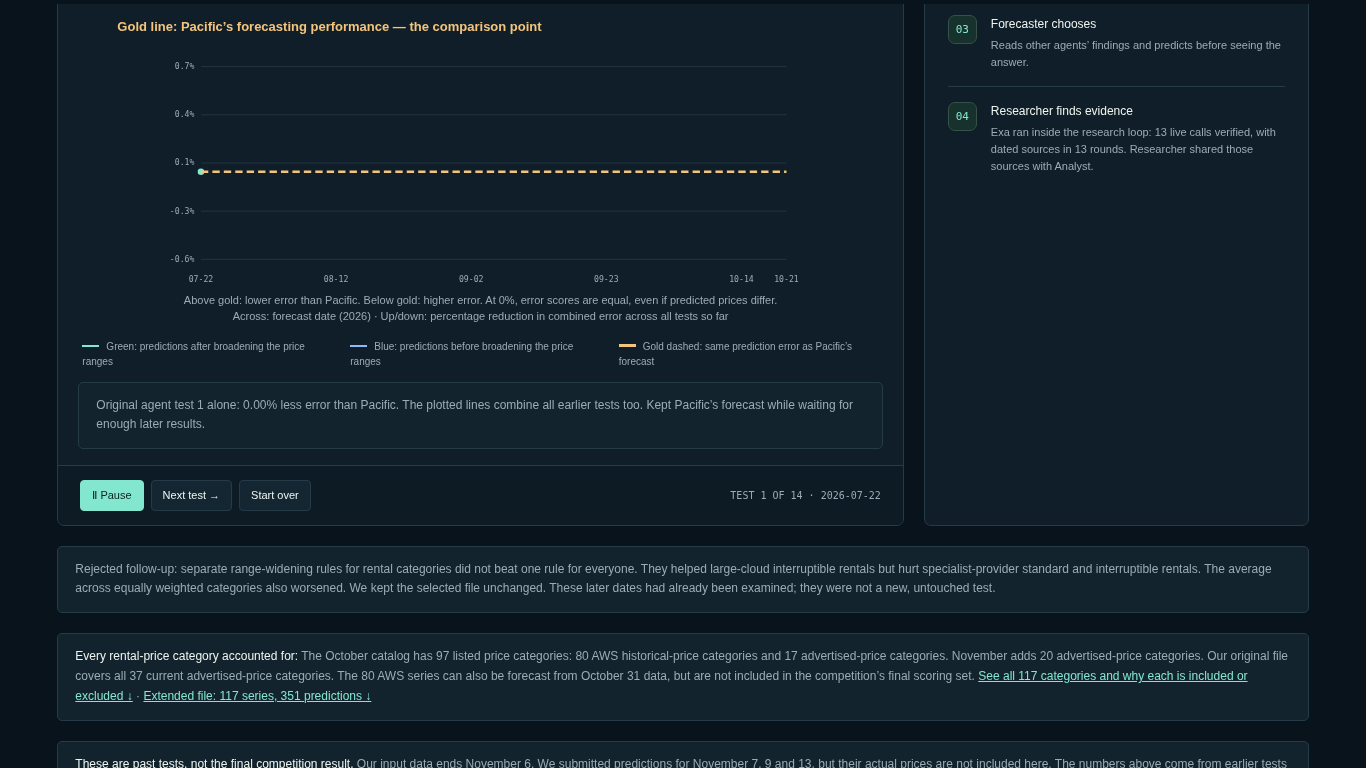 Gold line: Pacific's forecasting performance — the comparison point
0.7%
0.4%
0.1%
-0.3%
-0.6%
07-22
08-12
09-02
09-23
10-14
10-21
Above gold: lower error than Pacific. Below gold: higher error. At 0%, error scores are equal, even if predicted prices differ.
Across: forecast date (2026) · Up/down: percentage reduction in combined error across all tests so far
Green: predictions after broadening the price
ranges
Blue: predictions before broadening the price
ranges
Gold dashed: same prediction error as Pacific's
forecast
Original agent test 1 alone: 0.00% less error than Pacific. The plotted lines combine all earlier tests too. Kept Pacific's forecast while waiting for
enough later results.
Ⅱ Pause
Next test →
Start over
TEST 1 OF 14 · 2026-07-22
03
Forecaster chooses
Reads other agents' findings and predicts before seeing the
answer.
04
Researcher finds evidence
Exa ran inside the research loop: 13 live calls verified, with
dated sources in 13 rounds. Researcher shared those
sources with Analyst.
Rejected follow-up: separate range-widening rules for rental categories did not beat one rule for everyone. They helped large-cloud interruptible rentals but hurt specialist-provider standard and interruptible rentals. The average
across equally weighted categories also worsened. We kept the selected file unchanged. These later dates had already been examined; they were not a new, untouched test.
Every rental-price category accounted for: The October catalog has 97 listed price categories: 80 AWS historical-price categories and 17 advertised-price categories. November adds 20 advertised-price categories. Our original file
covers all 37 current advertised-price categories. The 80 AWS series can also be forecast from October 31 data, but are not included in the competition's final scoring set. See all 117 categories and why each is included or
excluded ↓ · Extended file: 117 series, 351 predictions ↓
These are past tests, not the final competition result. Our input data ends November 6. We submitted predictions for November 7, 9 and 13, but their actual prices are not included here. The numbers above come from earlier tests